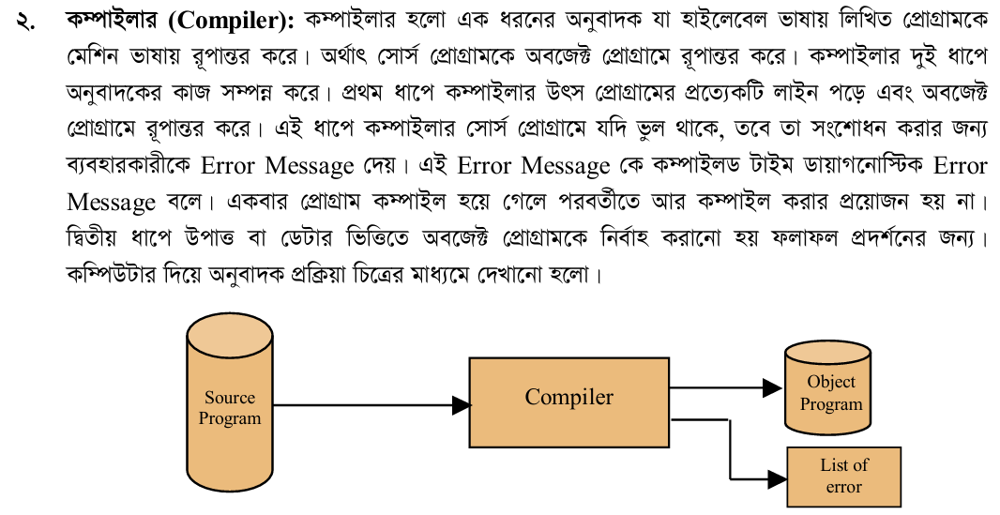 ২. কম্পাইলার (Compiler): কম্পাইলার হলো এক ধরনের অনুবাদক যা হাইলেবেল ভাষায় লিখিত প্রোগ্রামকে
মেশিন ভাষায় রূপান্তর করে। অর্থাৎ সোর্স প্রোগ্রামকে অবজেক্ট প্রোগ্রামে রূপান্তর করে। কম্পাইলার দুই ধাপে
অনুবাদকের কাজ সম্পন্ন করে। প্রথম ধাপে কম্পাইলার উৎস প্রোগ্রামের প্রত্যেকটি লাইন পড়ে এবং অবজেক্ট
প্রোগ্রামে রূপান্তর করে। এই ধাপে কম্পাইলার সোর্স প্রোগ্রামে যদি ভুল থাকে, তবে তা সংশোধন করার জন্য
ব্যবহারকারীকে Error Message দেয়। এই Error Message কে কম্পাইলড টাইম ডায়াগনোস্টিক Error
Message বলে। একবার প্রোগ্রাম কম্পাইল হয়ে গেলে পরবর্তীতে আর কম্পাইল করার প্রয়োজন হয় না।
দ্বিতীয় ধাপে উপাত্ত বা ডেটার ভিত্তিতে অবজেক্ট প্রোগ্রামকে নির্বাহ করানো হয় ফলাফল প্রদর্শনের জন্য।
কম্পিউটার দিয়ে অনুবাদক প্রক্রিয়া চিত্রের মাধ্যমে দেখানো হলো।
Source
Program
Compiler
Object
Program
List of
error